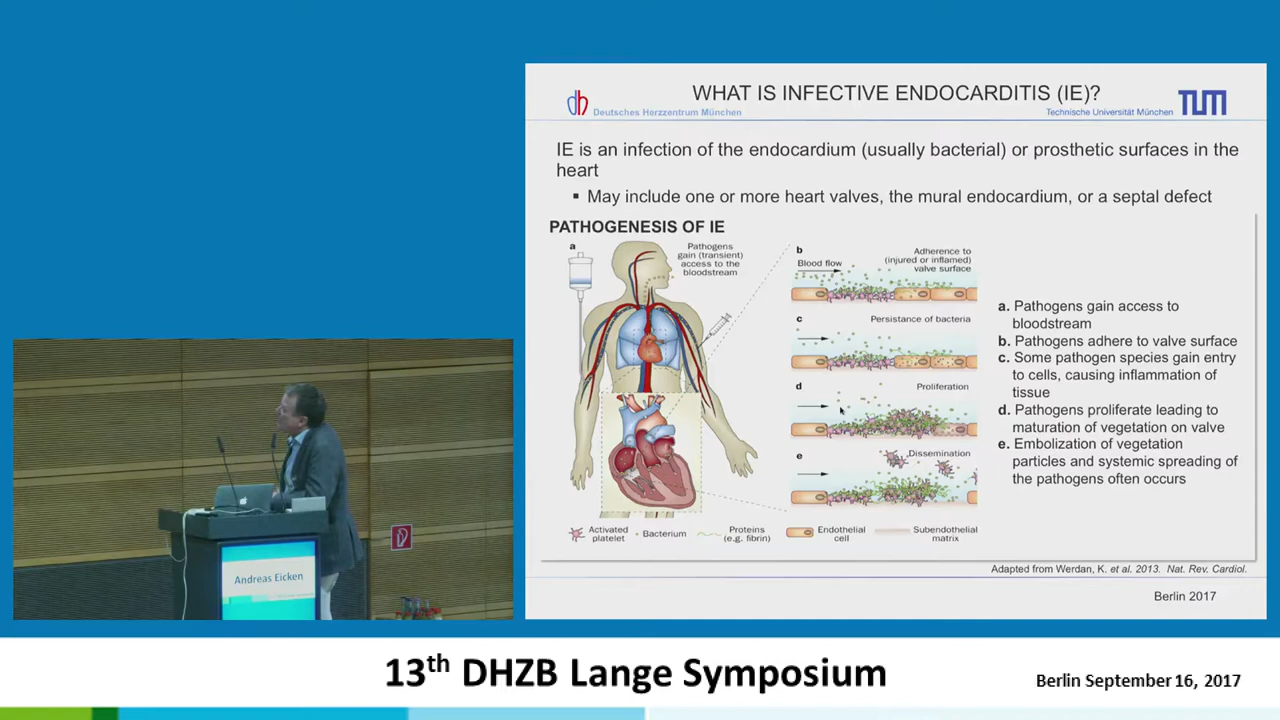 WHAT IS INFECTIVE ENDOCARDITIS (IE)?
dh
Deutsches Herzzentrum München
Technische Universität München
TUM
IE is an infection of the endocardium (usually bacterial) or prosthetic surfaces in the
heart
▪ May include one or more heart valves, the mural endocardium, or a septal defect
PATHOGENESIS OF IE
a
Pathogens
gain (transient)
access to the
bloodstream
b
Adherence to
(injured or inflamed)
valve surface
Blood flow
c
Persistance of bacteria
d
Proliferation
e
Dissemination
Activated
platelet
Bacterium
Proteins
(e.g. fibrin)
Endothelial
cell
Subendothelial
matrix
a. Pathogens gain access to
bloodstream
b. Pathogens adhere to valve surface
c. Some pathogen species gain entry
to cells, causing inflammation of
tissue
d. Pathogens proliferate leading to
maturation of vegetation on valve
e. Embolization of vegetation
particles and systemic spreading of
the pathogens often occurs
Adapted from Werdan, K. et al. 2013. Nat. Rev. Cardiol.
Berlin 2017
Andreas Eicken
13th DHZB Lange Symposium
Berlin September 16, 2017